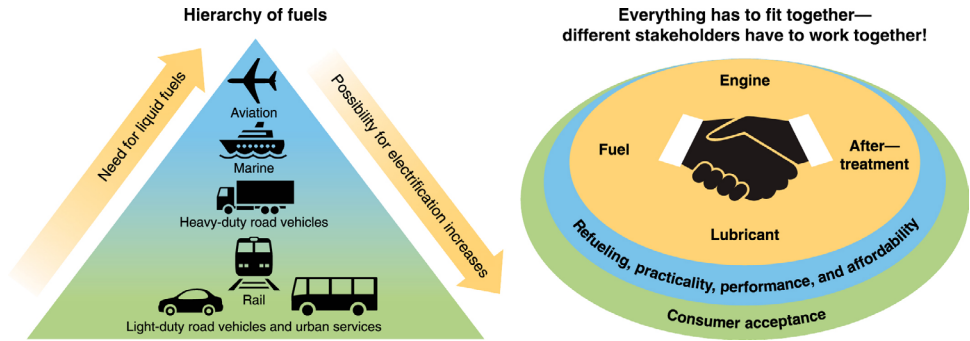 Hierarchy of fuels
Need for liquid fuels
Possibility for electrification increases
Aviation
Marine
Heavy-duty road vehicles
Rail
Light-duty road vehicles and urban services
Everything has to fit together—
different stakeholders have to work together!
Engine
Fuel
After—
treatment
Lubricant
Refueling, practicality, performance, and affordability
Consumer acceptance